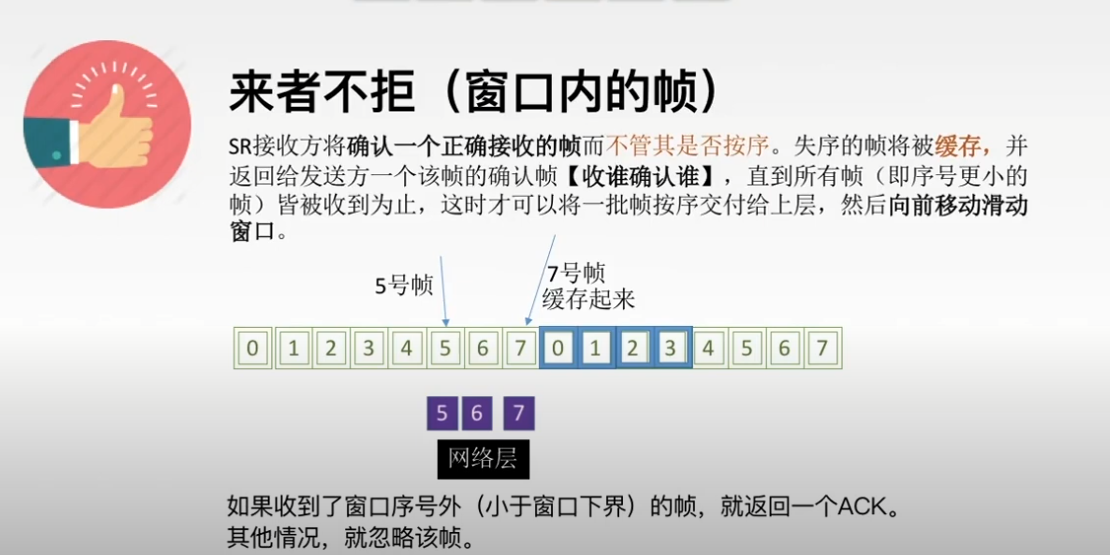 来者不拒（窗口内的帧）
SR接收方将确认一个正确接收的帧而不管其是否按序。失序的帧将被缓存，并
返回给发送方一个该帧的确认帧【收谁确认谁】，直到所有帧（即序号更小的
帧）皆被收到为止，这时才可以将一批帧按序交付给上层，然后向前移动滑动
窗口。
5号帧
7号帧
缓存起来
0 1 2 3 4 5 6 7 0 1 2 3 4 5 6 7
5 6 7
网络层
如果收到了窗口序号外（小于窗口下界）的帧，就返回一个ACK。
其他情况，就忽略该帧。